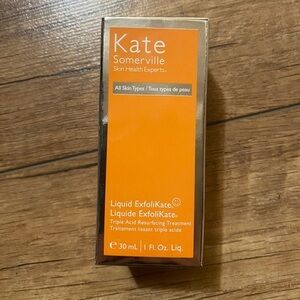 Kate
Somerville
Skin Health Experts™
All Skin Types / Tous types de peau
Liquid ExfoliKate®
Liquide ExfoliKate®
Triple Acid Resurfacing Treatment
Traitement lissant triple acide
℮ 30 mL | 1 Fl. Oz. Liq.